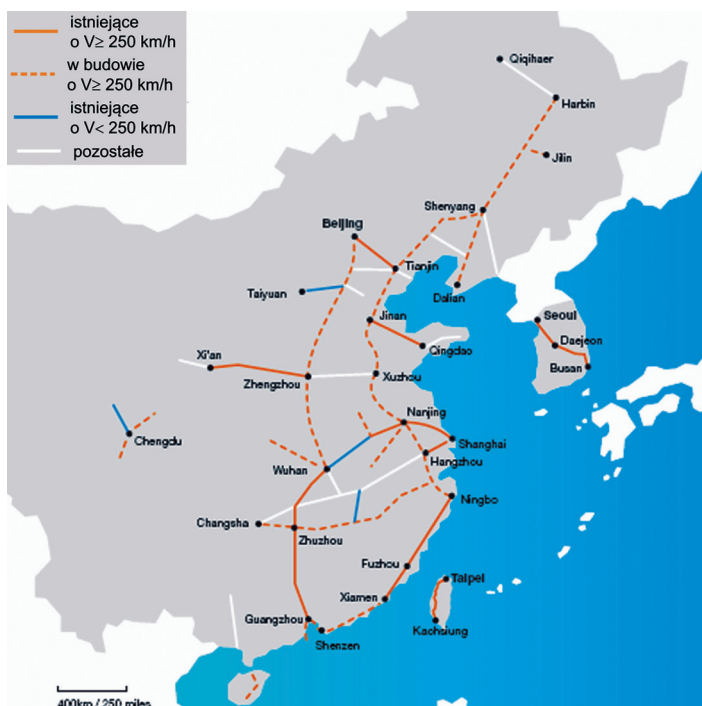 istniejące
o V≥ 250 km/h
w budowie
o V≥ 250 km/h
istniejące
o V< 250 km/h
pozostałe
Qiqihaer
Harbin
Jilin
Shenyang
Beijing
Tianjin
Taiyuan
Dalian
Jinan
Seoul
Daejeon
Qingdao
Xi'an
Busan
Zhengzhou
Xuzhou
Nanjing
Chengdu
Shanghai
Hangzhou
Wuhan
Ningbo
Changsha
Zhuzhou
Fuzhou
Taipei
Xiamen
Guangzhou
Kaohsiung
Shenzen
400km / 250 miles